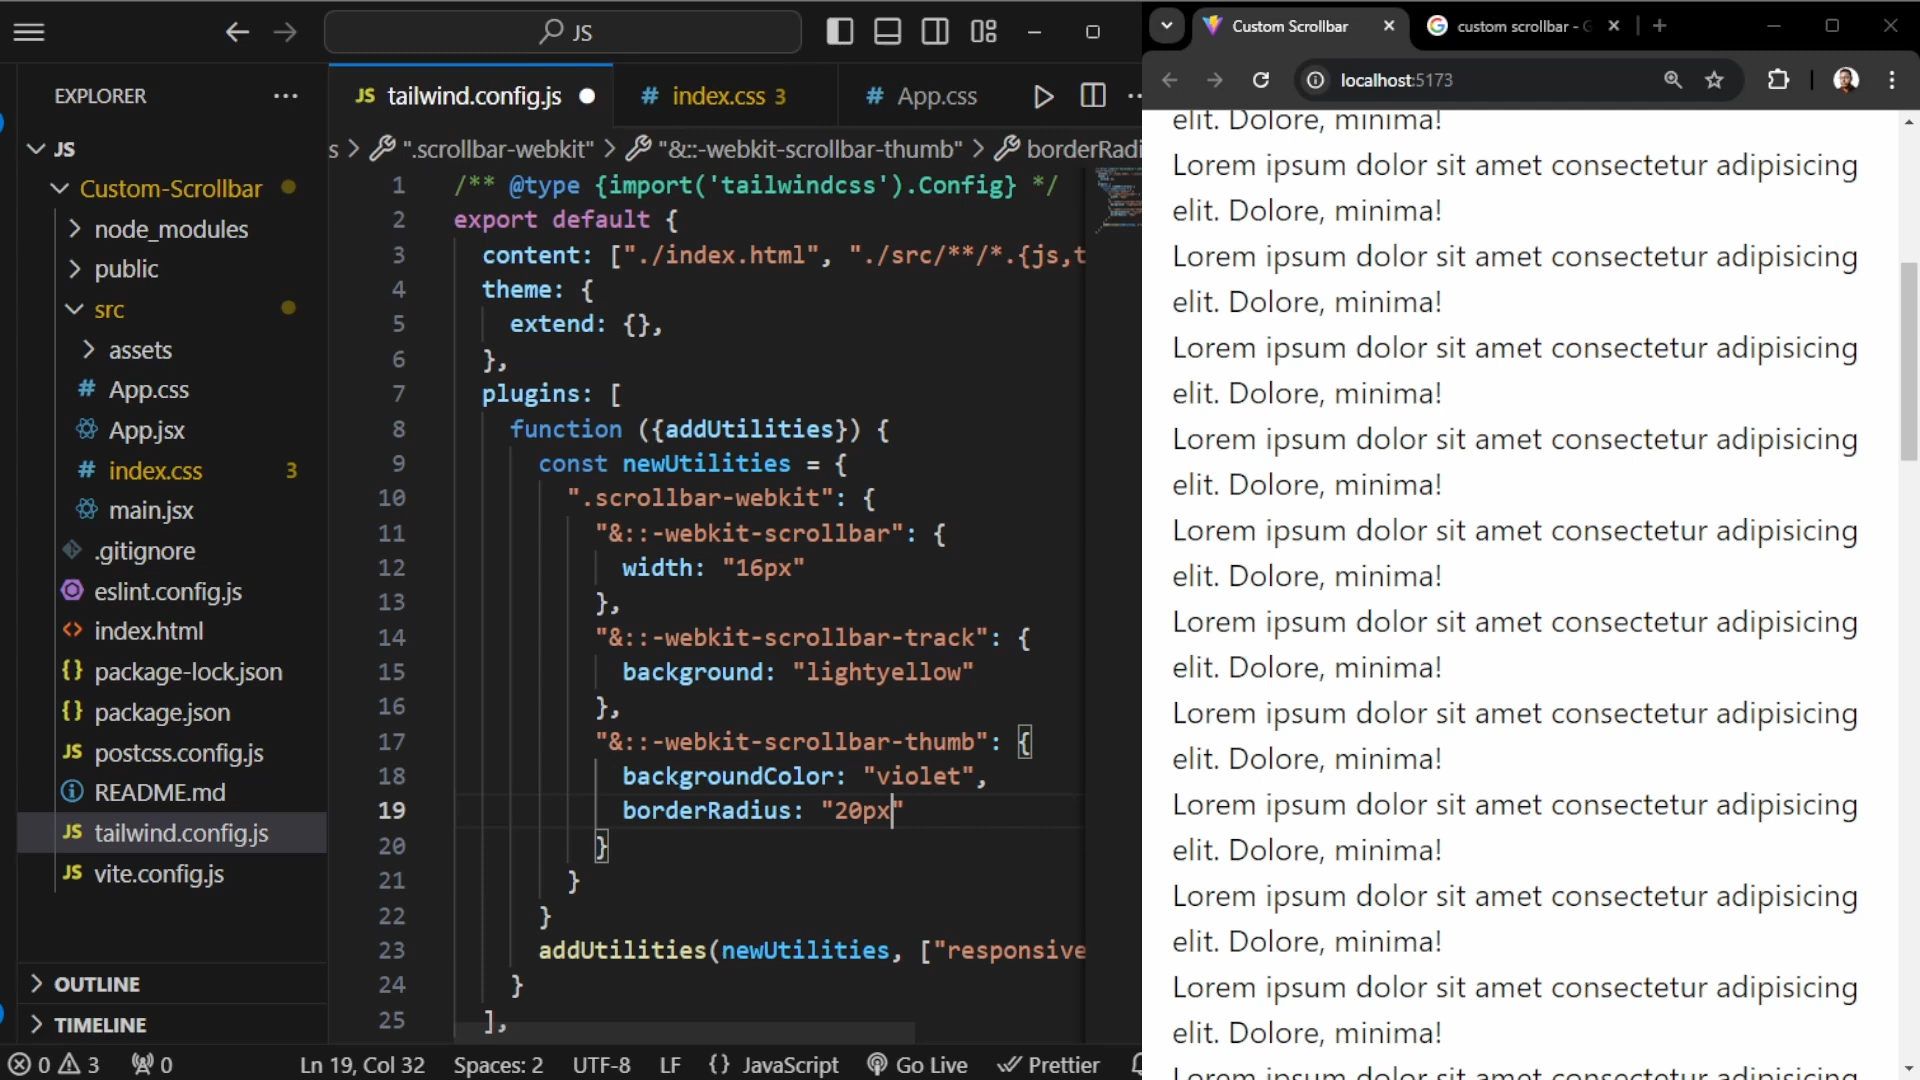 JS
Custom Scrollbar
custom scrollbar - G
localhost:5173
EXPLORER
JS
Custom-Scrollbar
node_modules
public
src
assets
App.css
App.jsx
index.css 3
main.jsx
.gitignore
eslint.config.js
index.html
package-lock.json
package.json
postcss.config.js
README.md
tailwind.config.js
vite.config.js
OUTLINE
TIMELINE
JS tailwind.config.js
# index.css 3
# App.css
s > ".scrollbar-webkit" > "&::-webkit-scrollbar-thumb" > borderRadi
1 /** @type {import('tailwindcss').Config} */
2 export default {
3 content: ["./index.html", "./src/**/*.{js,t
4 theme: {
5 extend: {},
6 },
7 plugins: [
8 function ({addUtilities}) {
9 const newUtilities = {
10 ".scrollbar-webkit": {
11 "&::-webkit-scrollbar": {
12 width: "16px"
13 },
14 "&::-webkit-scrollbar-track": {
15 background: "lightyellow"
16 },
17 "&::-webkit-scrollbar-thumb": {
18 backgroundColor: "violet",
19 borderRadius: "20px"
20 }
21 }
22 }
23 addUtilities(newUtilities, ["responsive
24 }
25 ],
0 3 0 Ln 19, Col 32 Spaces: 2 UTF-8 LF {} JavaScript Go Live Prettier
elit. Dolore, minima!
Lorem ipsum dolor sit amet consectetur adipisicing
elit. Dolore, minima!
Lorem ipsum dolor sit amet consectetur adipisicing
elit. Dolore, minima!
Lorem ipsum dolor sit amet consectetur adipisicing
elit. Dolore, minima!
Lorem ipsum dolor sit amet consectetur adipisicing
elit. Dolore, minima!
Lorem ipsum dolor sit amet consectetur adipisicing
elit. Dolore, minima!
Lorem ipsum dolor sit amet consectetur adipisicing
elit. Dolore, minima!
Lorem ipsum dolor sit amet consectetur adipisicing
elit. Dolore, minima!
Lorem ipsum dolor sit amet consectetur adipisicing
elit. Dolore, minima!
Lorem ipsum dolor sit amet consectetur adipisicing
elit. Dolore, minima!
Lorem ipsum dolor sit amet consectetur adipisicing
elit. Dolore, minima!
Lorem ipsum dolor sit amet consectetur adipisicing